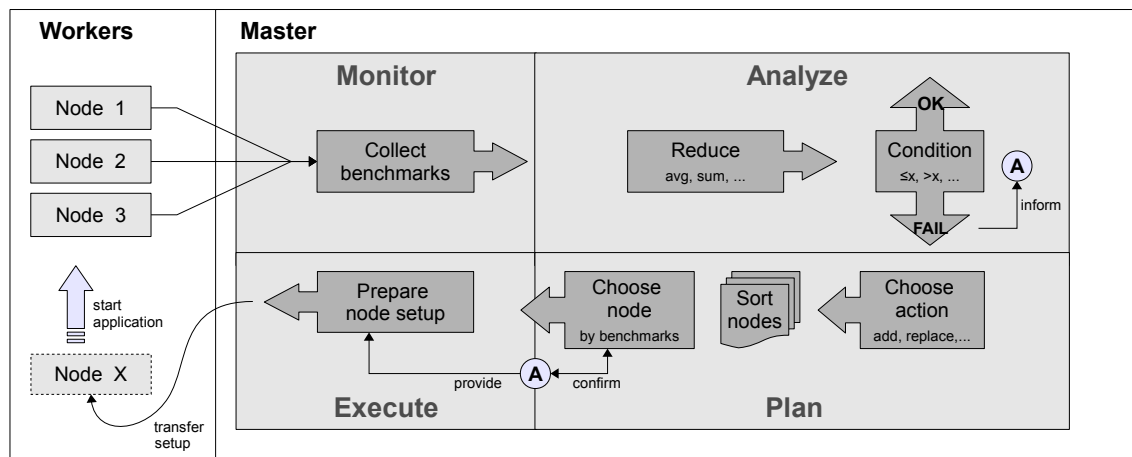 Workers
Master
Monitor
Analyze
Node 1
Node 2
Node 3
Collect
benchmarks
Reduce
avg, sum, ...
OK
Condition
≤x, >x, ...
FAIL
A
inform
start
application
Node X
transfer
setup
Prepare
node setup
Choose
node
by benchmarks
Sort
nodes
Choose
action
add, replace,...
provide
A
confirm
Execute
Plan